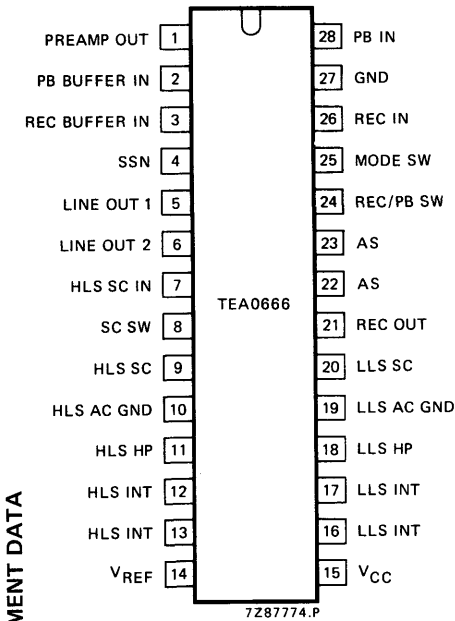 PREAMP OUT 1 28 PB IN
PB BUFFER IN 2 27 GND
REC BUFFER IN 3 26 REC IN
SSN 4 25 MODE SW
LINE OUT 1 5 24 REC/PB SW
LINE OUT 2 6 23 AS
HLS SC IN 7 22 AS
TEA0666
SC SW 8 21 REC OUT
HLS SC 9 20 LLS SC
HLS AC GND 10 19 LLS AC GND
HLS HP 11 18 LLS HP
HLS INT 12 17 LLS INT
HLS INT 13 16 LLS INT
VREF 14 15 VCC
7Z87774.P
MENT DATA